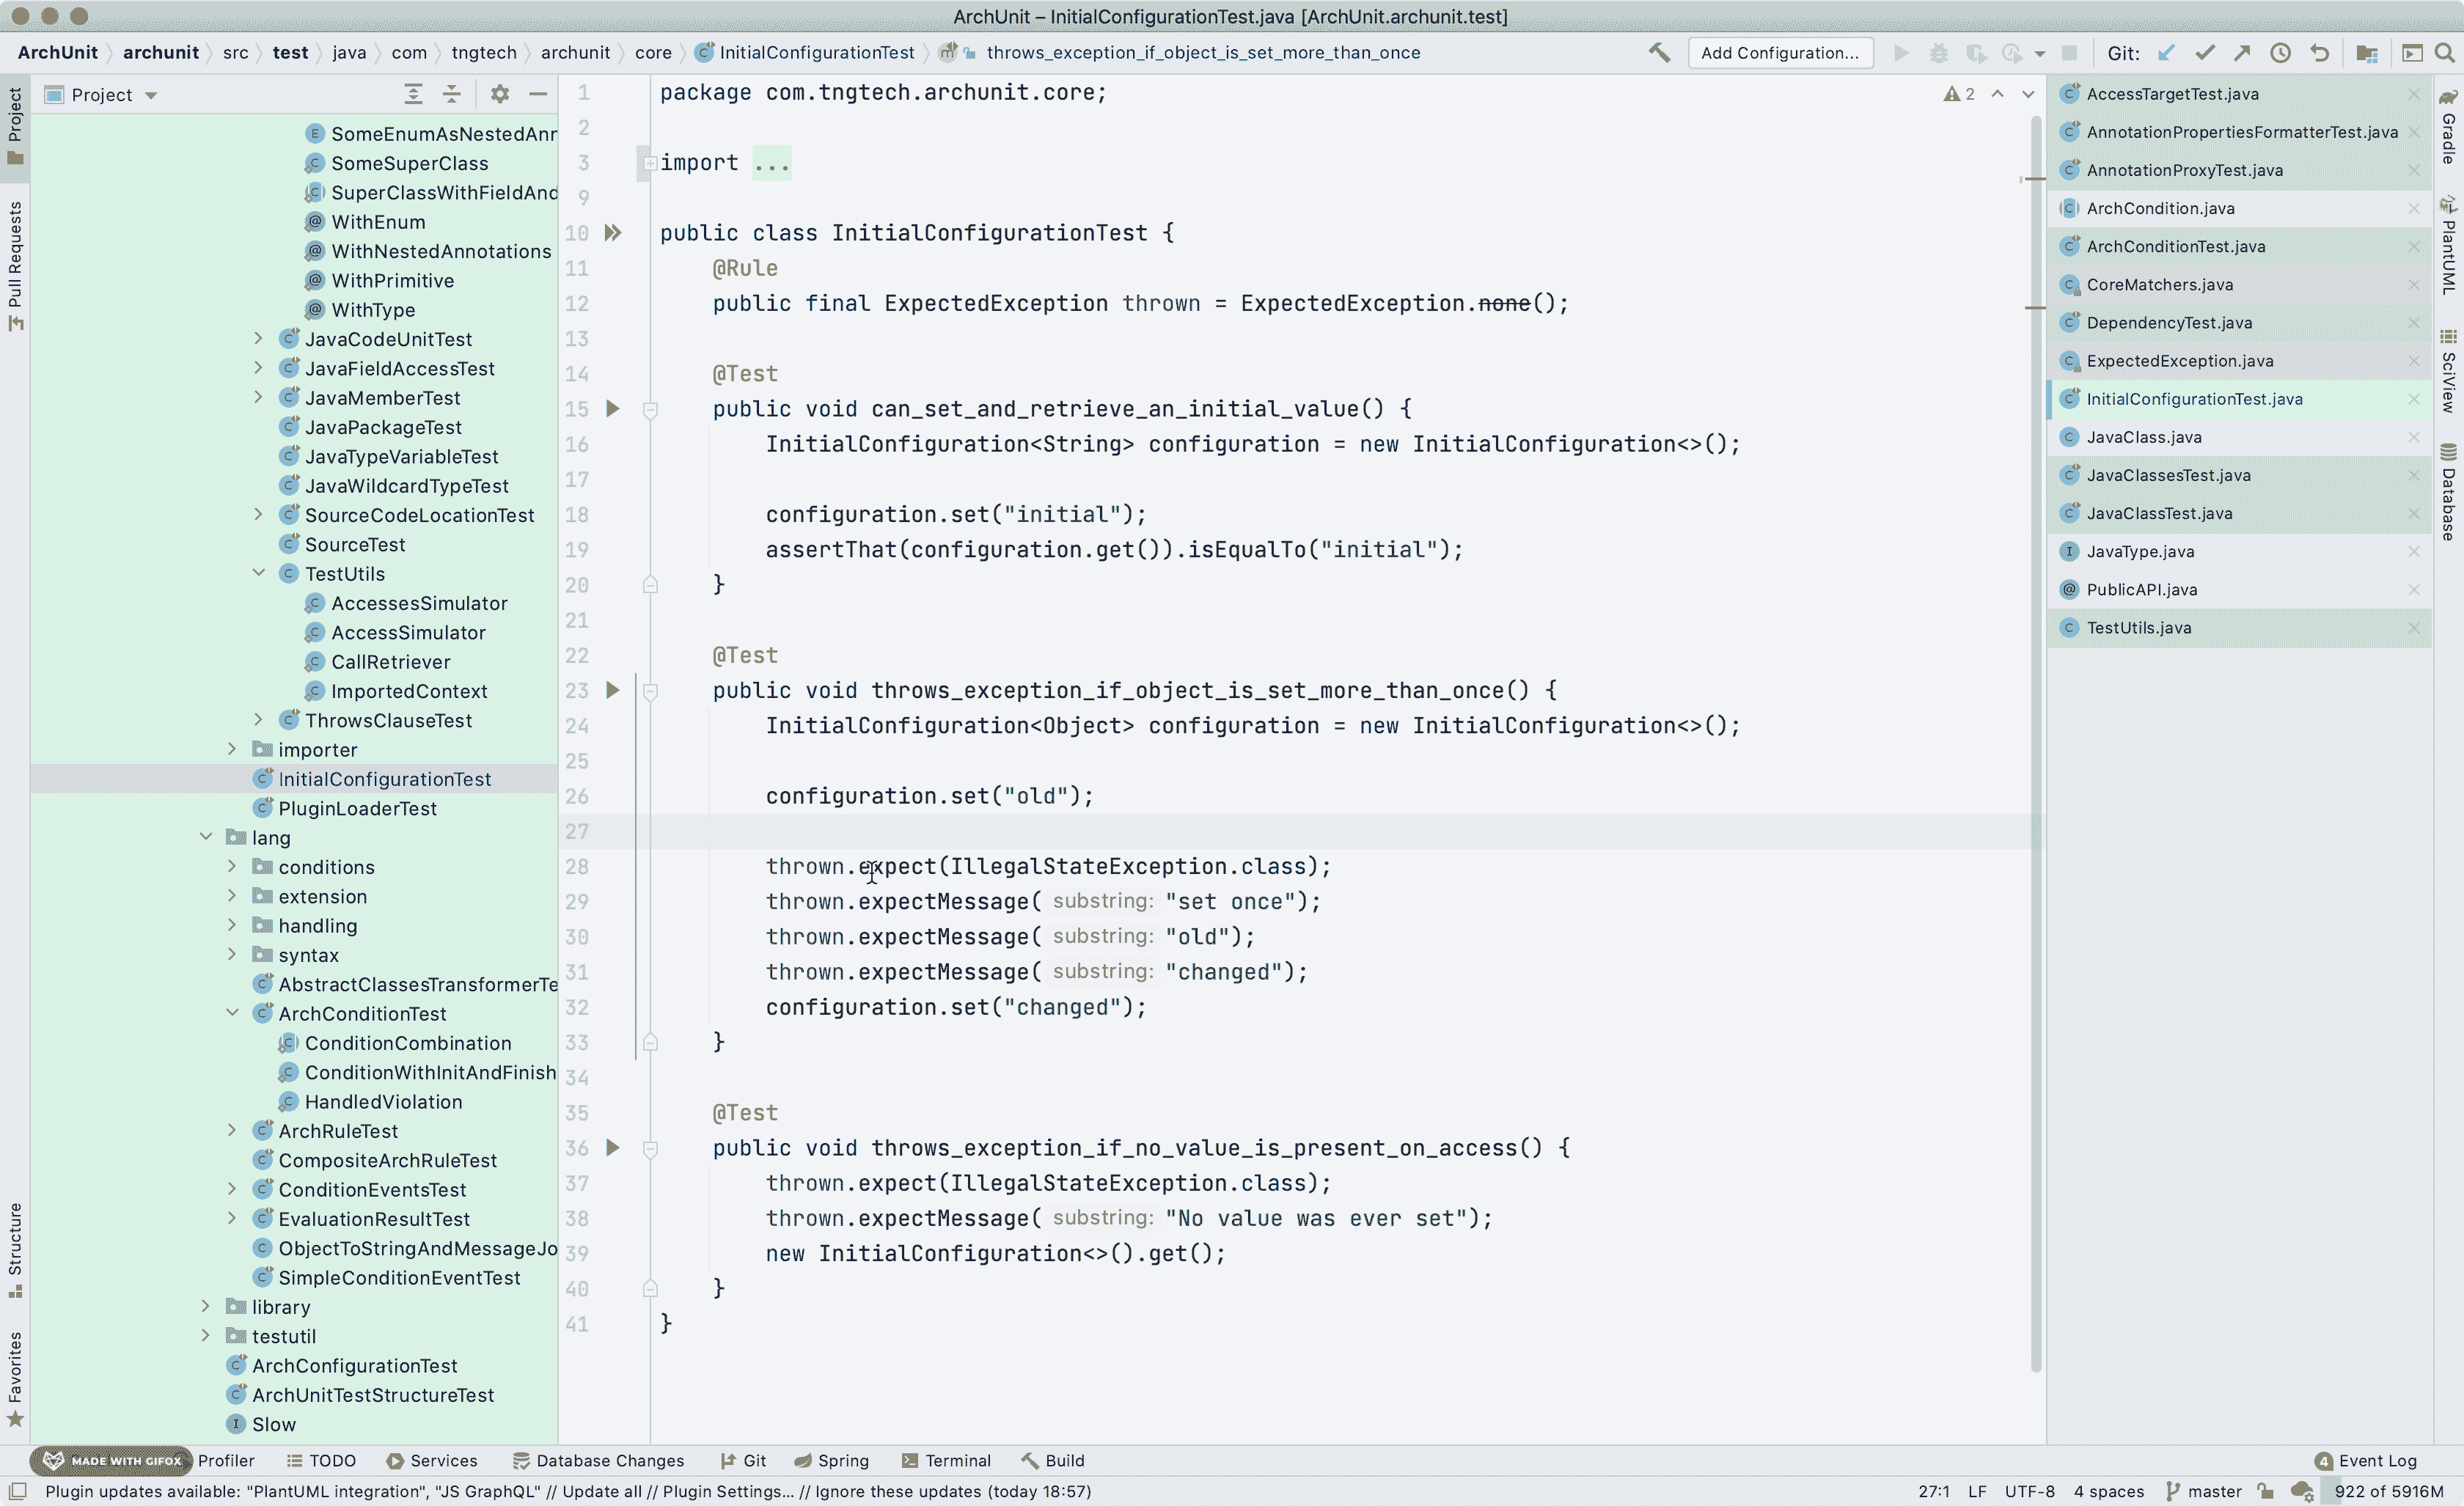 ArchUnit – InitialConfigurationTest.java [ArchUnit.archunit.test]
ArchUnit archunit src test java com tngtech archunit core InitialConfigurationTest throws_exception_if_object_is_set_more_than_once Add Configuration... Git:
Project
Pull Requests
Structure
Favorites
Project
SomeEnumAsNestedAnr
SomeSuperClass
SuperClassWithFieldAnd
WithEnum
WithNestedAnnotations
WithPrimitive
WithType
JavaCodeUnitTest
JavaFieldAccessTest
JavaMemberTest
JavaPackageTest
JavaTypeVariableTest
JavaWildcardTypeTest
SourceCodeLocationTest
SourceTest
TestUtils
AccessesSimulator
AccessSimulator
CallRetriever
ImportedContext
ThrowsClauseTest
importer
InitialConfigurationTest
PluginLoaderTest
lang
conditions
extension
handling
syntax
AbstractClassesTransformerTe
ArchConditionTest
ConditionCombination
ConditionWithInitAndFinish
HandledViolation
ArchRuleTest
CompositeArchRuleTest
ConditionEventsTest
EvaluationResultTest
ObjectToStringAndMessageJo
SimpleConditionEventTest
library
testutil
ArchConfigurationTest
ArchUnitTestStructureTest
Slow
2
1 package com.tngtech.archunit.core;
2
3 import ...
9
10 public class InitialConfigurationTest {
11 @Rule
12 public final ExpectedException thrown = ExpectedException.none();
13
14 @Test
15 public void can_set_and_retrieve_an_initial_value() {
16 InitialConfiguration<String> configuration = new InitialConfiguration<>();
17
18 configuration.set("initial");
19 assertThat(configuration.get()).isEqualTo("initial");
20 }
21
22 @Test
23 public void throws_exception_if_object_is_set_more_than_once() {
24 InitialConfiguration<Object> configuration = new InitialConfiguration<>();
25
26 configuration.set("old");
27
28 thrown.expect(IllegalStateException.class);
29 thrown.expectMessage( substring: "set once");
30 thrown.expectMessage( substring: "old");
31 thrown.expectMessage( substring: "changed");
32 configuration.set("changed");
33 }
34
35 @Test
36 public void throws_exception_if_no_value_is_present_on_access() {
37 thrown.expect(IllegalStateException.class);
38 thrown.expectMessage( substring: "No value was ever set");
39 new InitialConfiguration<>().get();
40 }
41 }
AccessTargetTest.java
AnnotationPropertiesFormatterTest.java
AnnotationProxyTest.java
ArchCondition.java
ArchConditionTest.java
CoreMatchers.java
DependencyTest.java
ExpectedException.java
InitialConfigurationTest.java
JavaClass.java
JavaClassesTest.java
JavaClassTest.java
JavaType.java
PublicAPI.java
TestUtils.java
Gradle
PlantUML
SciView
Database
MADE WITH GIFOX Profiler TODO Services Database Changes Git Spring Terminal Build 4 Event Log
Plugin updates available: "PlantUML integration", "JS GraphQL" // Update all // Plugin Settings... // Ignore these updates (today 18:57) 27:1 LF UTF-8 4 spaces master 922 of 5916M